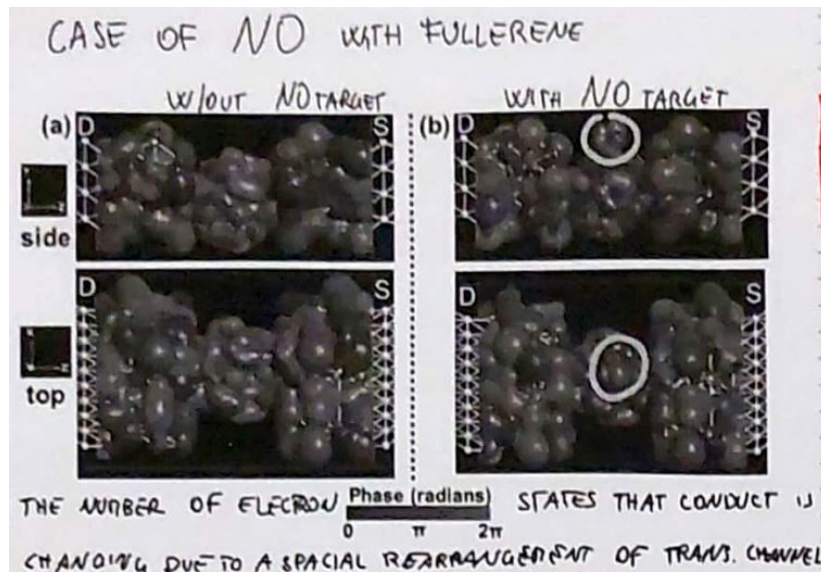 CASE OF NO WITH FULLERENE
W/OUT NO TARGET
WITH NO TARGET
(a) D S
(b) D S
side
D S
D S
top
THE NUMBER OF ELECRON Phase (radians) STATES THAT CONDUCT IS
0 π 2π
CHANGING DUE TO A SPACIAL REARRANGEMENT OF TRANS. CHANNEL